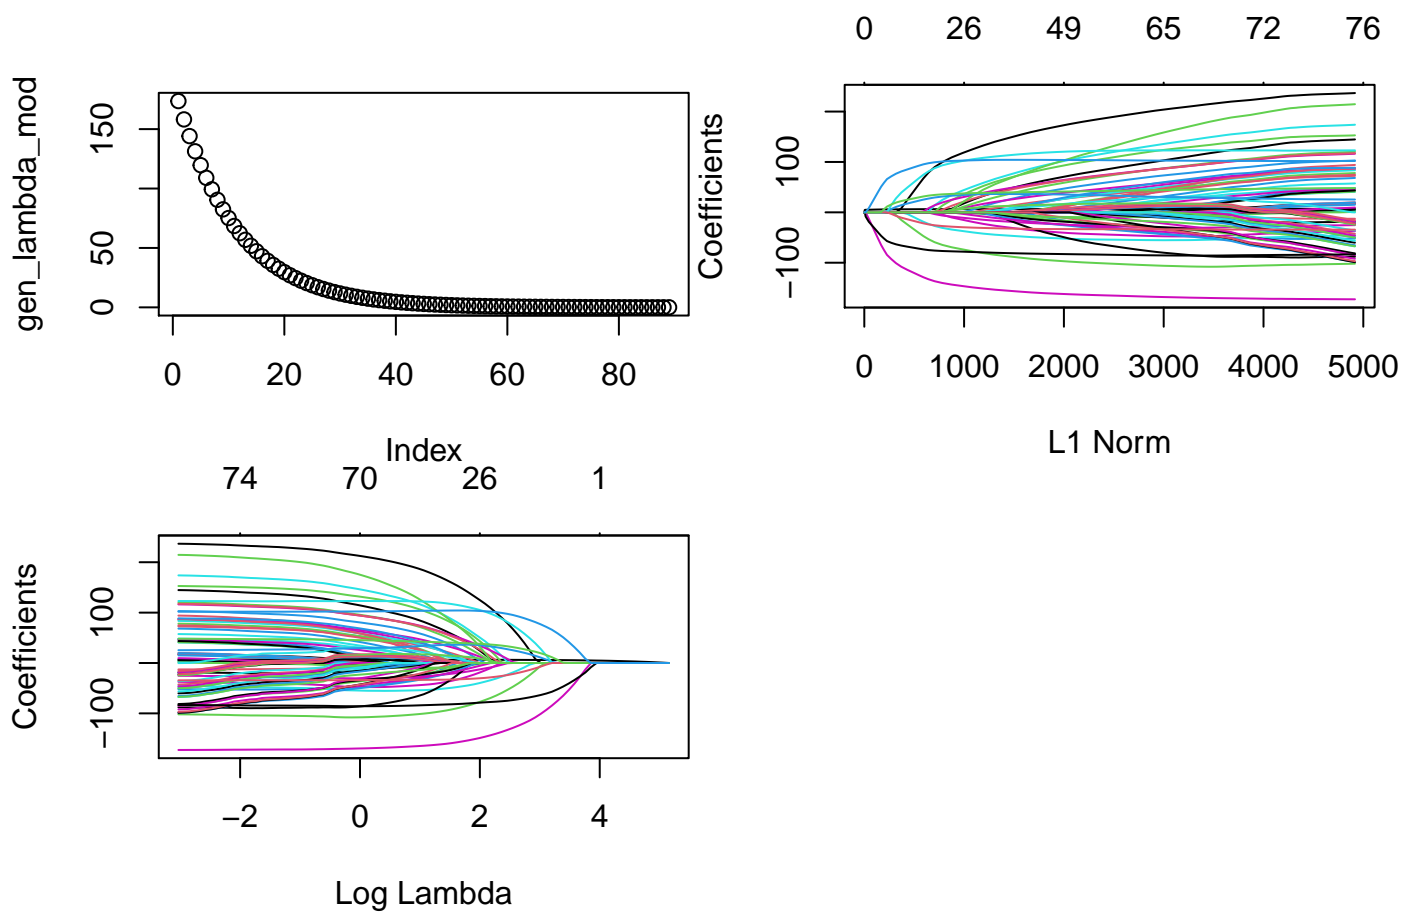 gen_lambda_mod
150
50
0
0 20 40 60 80
Index
0 26 49 65 72 76
Coefficients
100
−100
0 1000 2000 3000 4000 5000
L1 Norm
74 70 26 1
Coefficients
100
−100
−2 0 2 4
Log Lambda